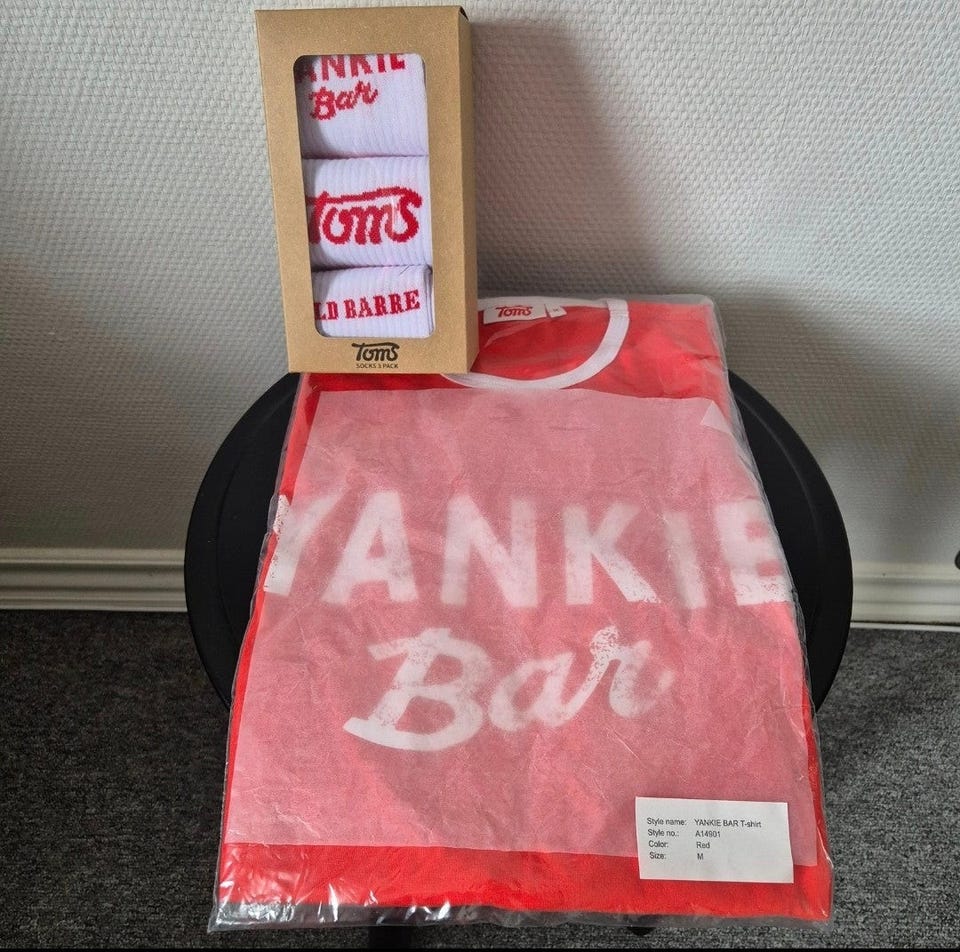 ANKIE
Bar
Toms
LD BARRE
Toms
SOCKS 3 PACK
Toms
YANKIE
Bar
Style name: YANKIE BAR T-shirt
Style no.: A14901
Color: Red
Size: M